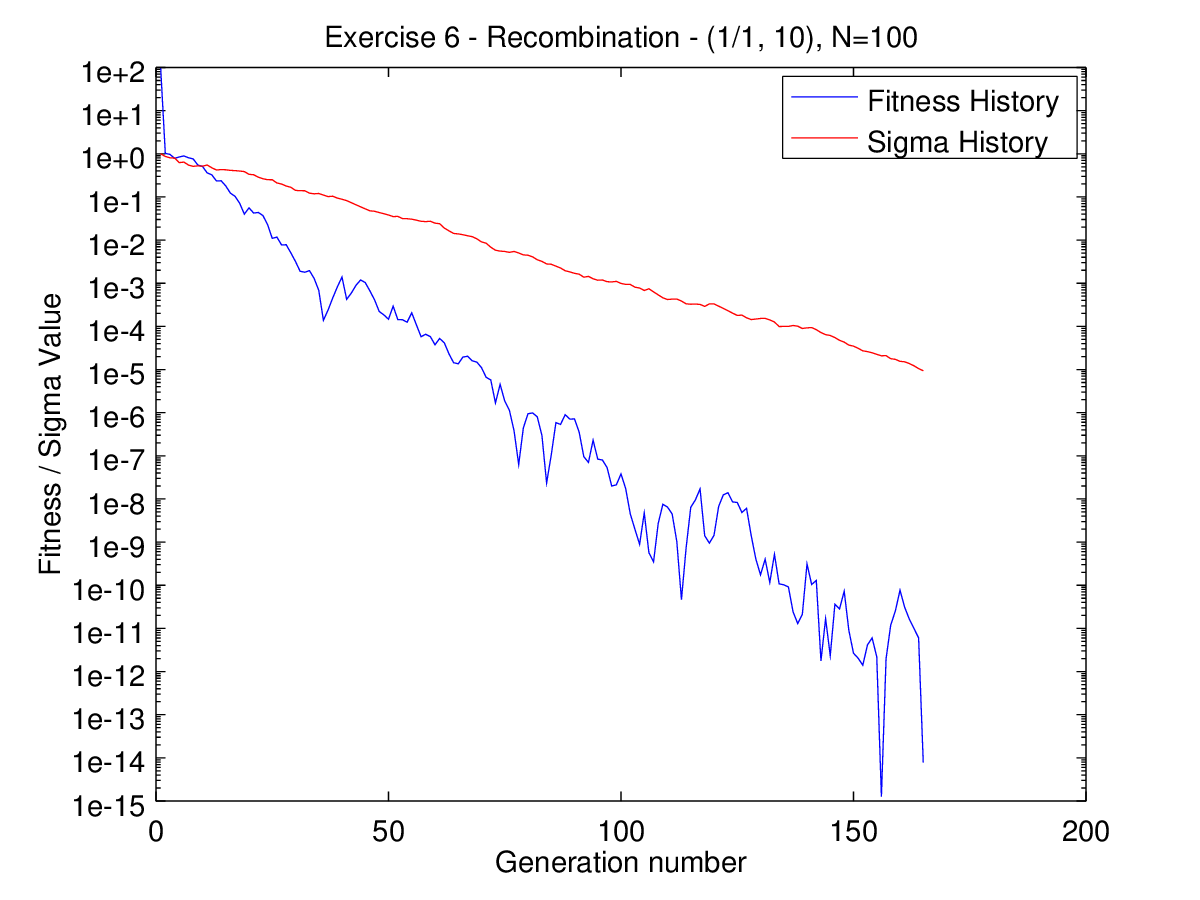 Exercise 6 - Recombination - (1/1, 10), N=100
Fitness History
Sigma History
1e+2
1e+1
1e+0
1e-1
1e-2
1e-3
1e-4
1e-5
1e-6
1e-7
1e-8
1e-9
1e-10
1e-11
1e-12
1e-13
1e-14
1e-15
Fitness / Sigma Value
0
50
100
150
200
Generation number